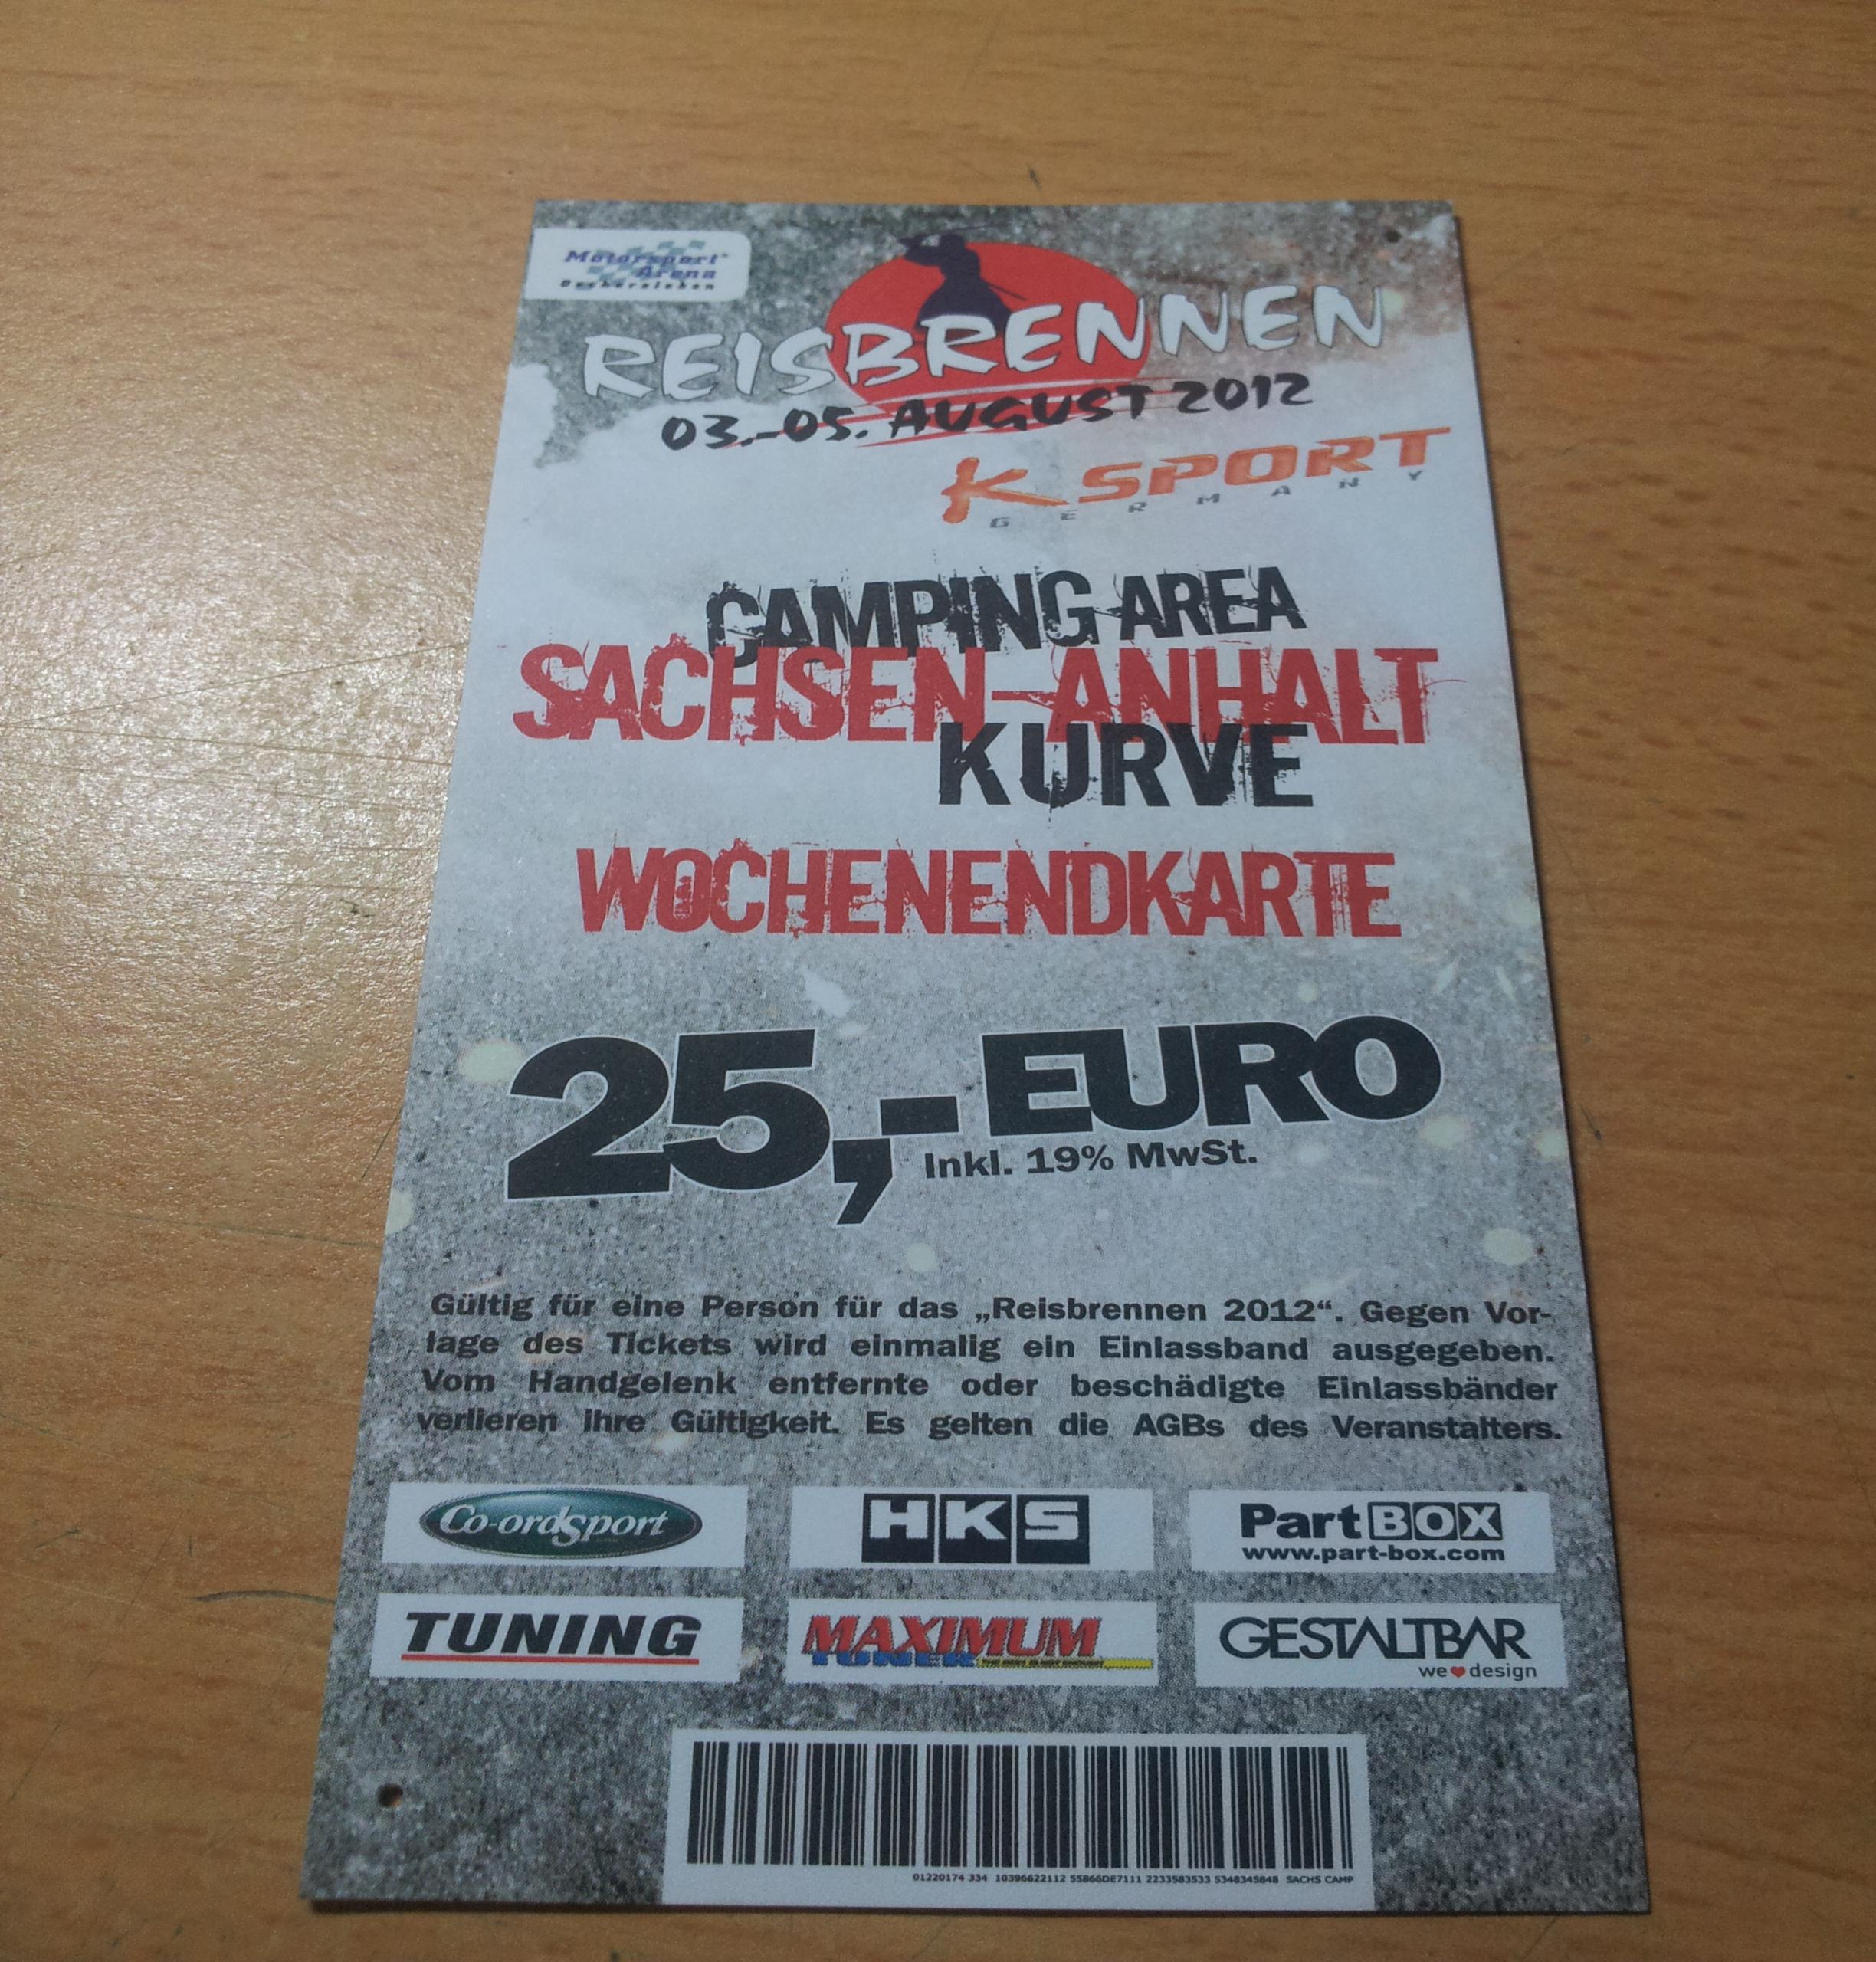 Motorsport
Arena
Oschersleben
REISBRENNEN
03.-05. AUGUST 2012
K SPORT
GERMANY
CAMPING AREA
SACHSEN-ANHALT
KURVE
WOCHENENDKARTE
25,- EURO
Inkl. 19% MwSt.
Gültig für eine Person für das „Reisbrennen 2012“. Gegen Vor-
lage des Tickets wird einmalig ein Einlassband ausgegeben.
Vom Handgelenk entfernte oder beschädigte Einlassbänder
verlieren ihre Gültigkeit. Es gelten die AGBs des Veranstalters.
Co-ordSport
HKS
PartBOX
www.part-box.com
TUNING
MAXIMUM
TUNER
GESTALTBAR
we❤design
01220174 334 10396622112 55866DE7111 2233583533 5348345848 SACHS CAMP